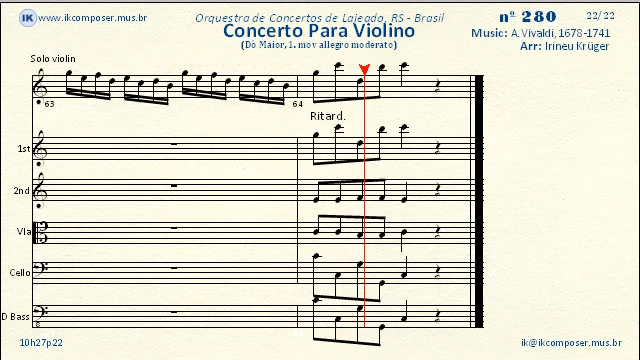 IK www.ikcomposer.mus.br
Orquestra de Concertos de Lajeado, RS - Brasil
nº 280
22/22
Concerto Para Violino
(Dó Maior, 1. mov allegro moderato)
Music: A. Vivaldi, 1678-1741
Arr: Irineu Krüger
Solo violin
63
64
Ritard.
1st
2nd
Vla
Cello
D Bass
8
10h27p22
ik@ikcomposer.mus.br